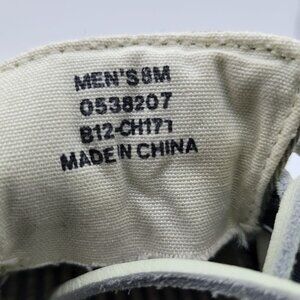 MEN'S 8M
0538207
B12-CH171
MADE IN CHINA